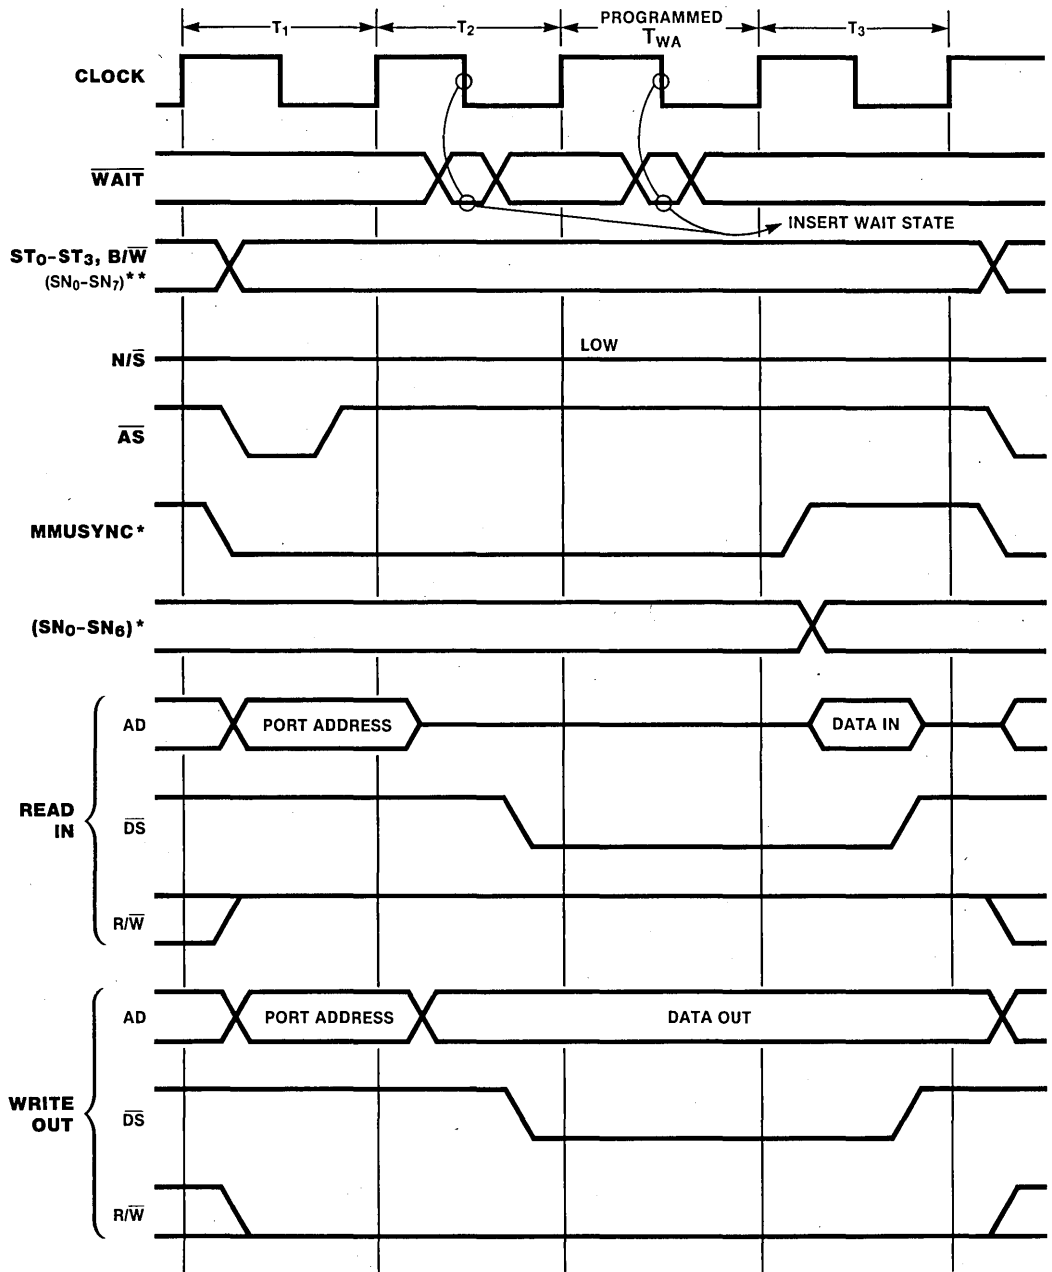 T1
T2
PROGRAMMED
TWA
T3
CLOCK
WAIT
INSERT WAIT STATE
ST0-ST3, B/W
(SN0-SN7)**
N/S
LOW
AS
MMUSYNC*
(SN0-SN6)*
READ
IN
AD
PORT ADDRESS
DATA IN
DS
R/W
WRITE
OUT
AD
PORT ADDRESS
DATA OUT
DS
R/W